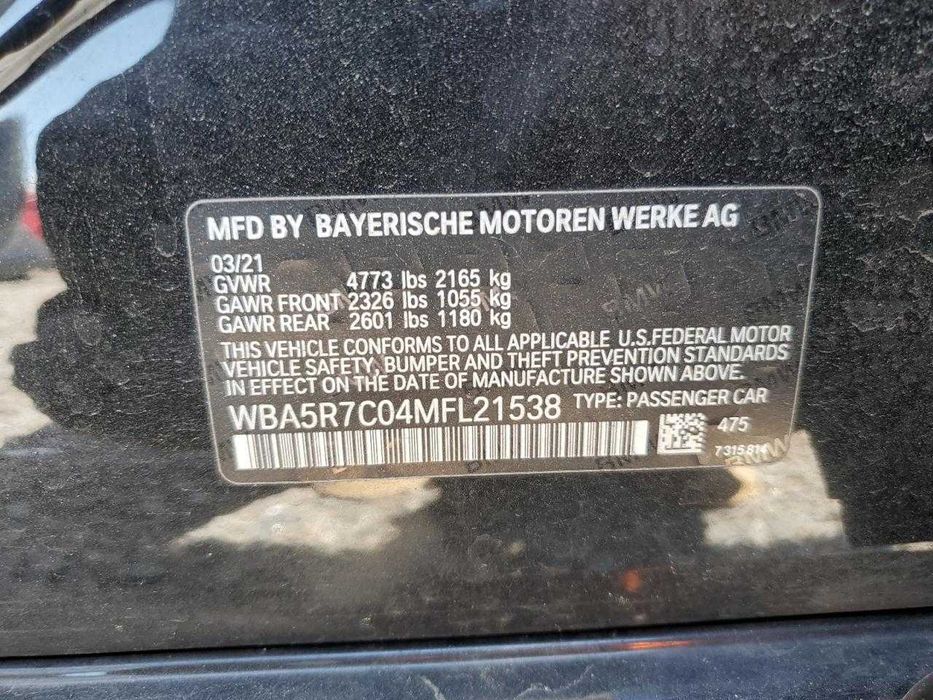 MFD BY BAYERISCHE MOTOREN WERKE AG
03/21
GVWR 4773 lbs 2165 kg
GAWR FRONT 2326 lbs 1055 kg
GAWR REAR 2601 lbs 1180 kg
THIS VEHICLE CONFORMS TO ALL APPLICABLE U.S.FEDERAL MOTOR
VEHICLE SAFETY, BUMPER AND THEFT PREVENTION STANDARDS
IN EFFECT ON THE DATE OF MANUFACTURE SHOWN ABOVE.
WBA5R7C04MFL21538 TYPE: PASSENGER CAR
475
7315814